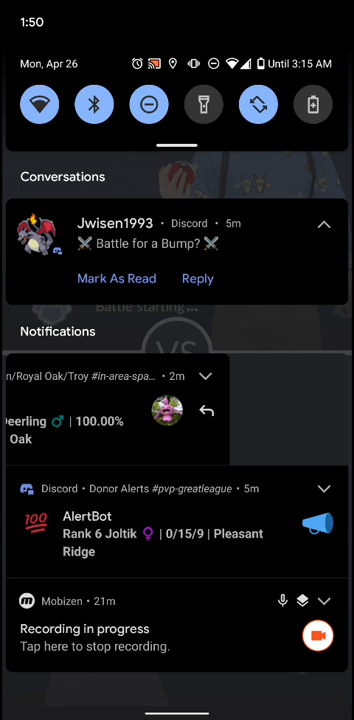 1:50
Mon, Apr 26
Until 3:15 AM
Conversations
Jwisen1993 • Discord • 5m
⚔️ Battle for a Bump? ⚔️
Mark As Read Reply
Battle starting...
VS
Notifications
n/Royal Oak/Troy #in-area-spa... • 2m
Deerling ♂ | 100.00%
Oak
Discord • Donor Alerts #pvp-greatleague • 5m
100
AlertBot
Rank 6 Joltik ♀ | 0/15/9 | Pleasant
Ridge
Mobizen • 21m
Recording in progress
Tap here to stop recording.